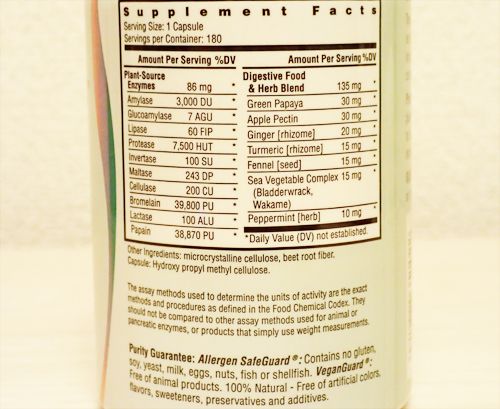 Supplement Facts
Serving Size: 1 Capsule
Servings per Container: 180
Amount Per Serving %DV
Plant-Source
Enzymes 86 mg *
Amylase 3,000 DU *
Glucoamylase 7 AGU *
Lipase 60 FIP *
Protease 7,500 HUT *
Invertase 100 SU *
Maltase 243 DP *
Cellulase 200 CU *
Bromelain 39,800 PU *
Lactase 100 ALU *
Papain 38,870 PU *
Amount Per Serving %DV
Digestive Food
& Herb Blend 135 mg *
Green Papaya 30 mg *
Apple Pectin 30 mg *
Ginger [rhizome] 20 mg *
Turmeric [rhizome] 15 mg *
Fennel [seed] 15 mg *
Sea Vegetable Complex 15 mg *
(Bladderwrack,
Wakame)
Peppermint [herb] 10 mg *
*Daily Value (DV) not established.
Other Ingredients: microcrystalline cellulose, beet root fiber.
Capsule: Hydroxy propyl methyl cellulose.
The assay methods used to determine the units of activity are the exact
methods and procedures as defined in the Food Chemical Codex. They
should not be compared to other assay methods used for animal or
pancreatic enzymes, or products that simply use weight measurements.
Purity Guarantee: Allergen SafeGuard®: Contains no gluten,
soy, yeast, milk, eggs, nuts, fish or shellfish. VeganGuard®:
Free of animal products. 100% Natural - Free of artificial colors,
flavors, sweeteners, preservatives and additives.